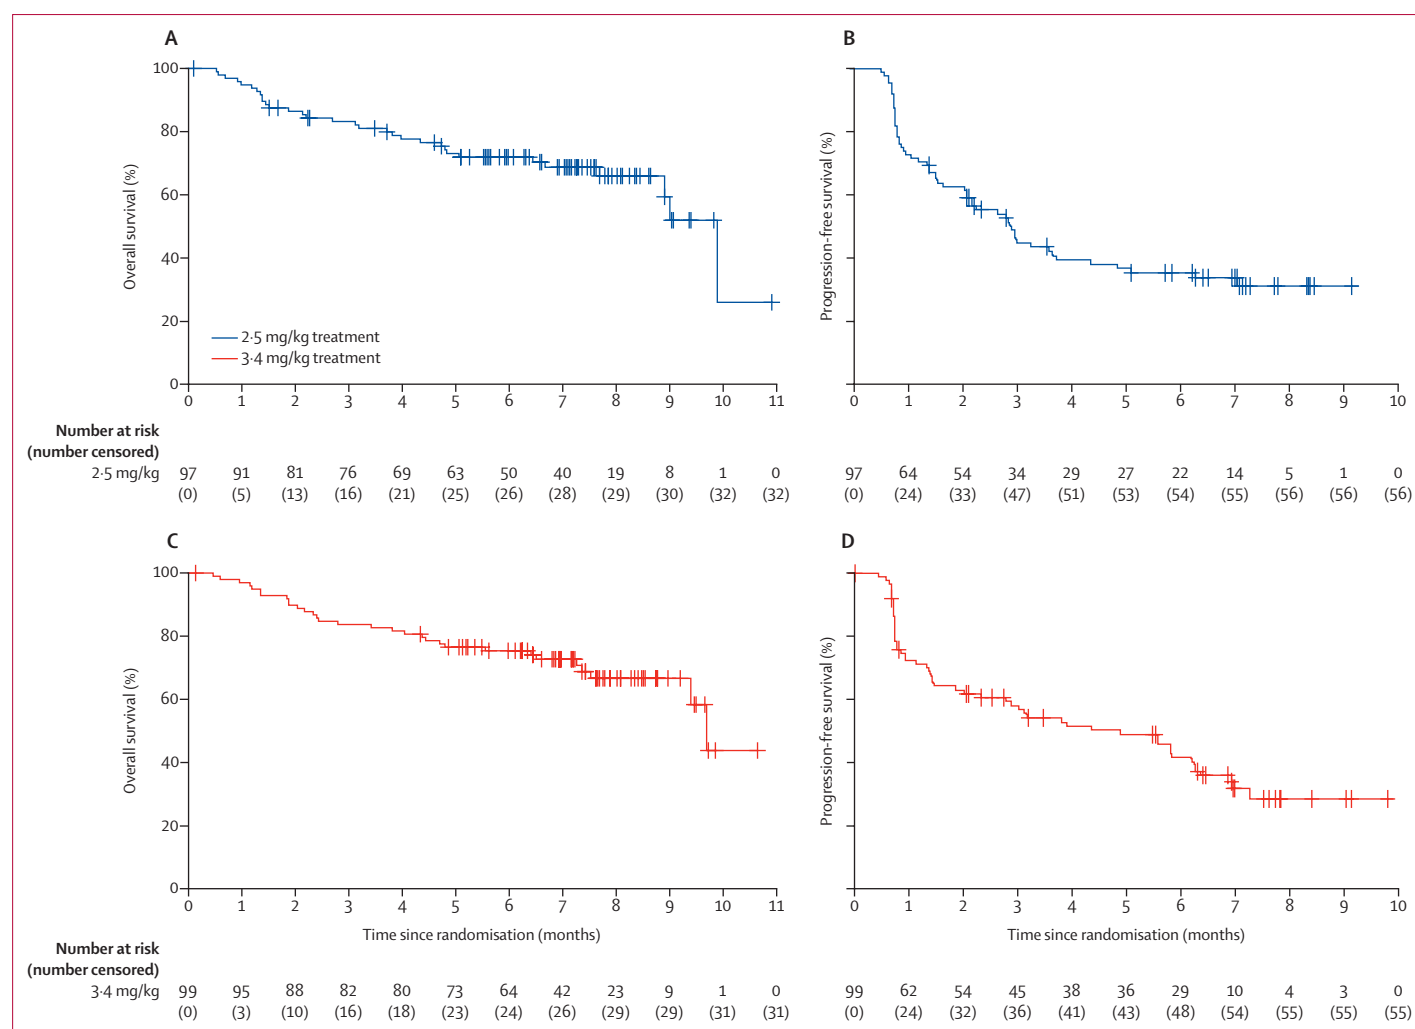 A
100
80
60
40
20
0
Overall survival (%)
2·5 mg/kg treatment
3·4 mg/kg treatment
0 1 2 3 4 5 6 7 8 9 10 11
B
Progression-free survival (%)
0 1 2 3 4 5 6 7 8 9 10
Number at risk
(number censored)
2·5 mg/kg 97 91 81 76 69 63 50 40 19 8 1 0 97 64 54 34 29 27 22 14 5 1 0
(0) (5) (13) (16) (21) (25) (26) (28) (29) (30) (32) (32) (0) (24) (33) (47) (51) (53) (54) (55) (56) (56) (56)
C
100
80
60
40
20
0
Overall survival (%)
0 1 2 3 4 5 6 7 8 9 10 11
Time since randomisation (months)
D
Progression-free survival (%)
0 1 2 3 4 5 6 7 8 9 10
Time since randomisation (months)
Number at risk
(number censored)
3·4 mg/kg 99 95 88 82 80 73 64 42 23 9 1 0 99 62 54 45 38 36 29 10 4 3 0
(0) (3) (10) (16) (18) (23) (24) (26) (29) (29) (31) (31) (0) (24) (32) (36) (41) (43) (48) (54) (55) (55) (55)